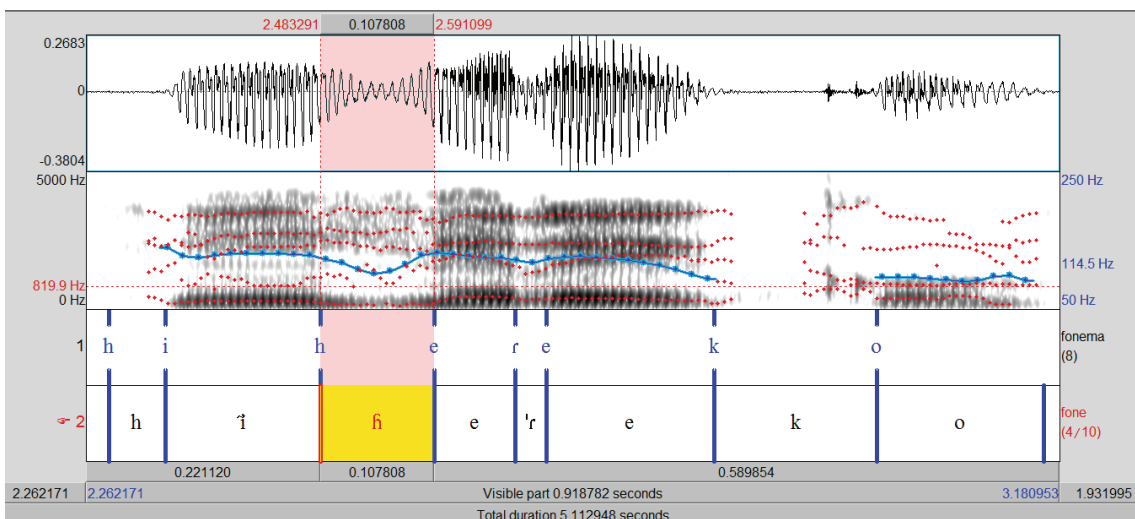 2.483291 0.107808 2.591099
0.2683
0
-0.3804
5000 Hz 250 Hz
114.5 Hz
819.9 Hz
0 Hz 50 Hz
1 h i h e ɾ e k o fonema
(8)
☞ 2 h ɦ e 'ɾ e k o fone
(4/10)
0.221120 0.107808 0.589854
2.262171 2.262171 Visible part 0.918782 seconds 3.180953 1.931995
Total duration 5.112948 seconds